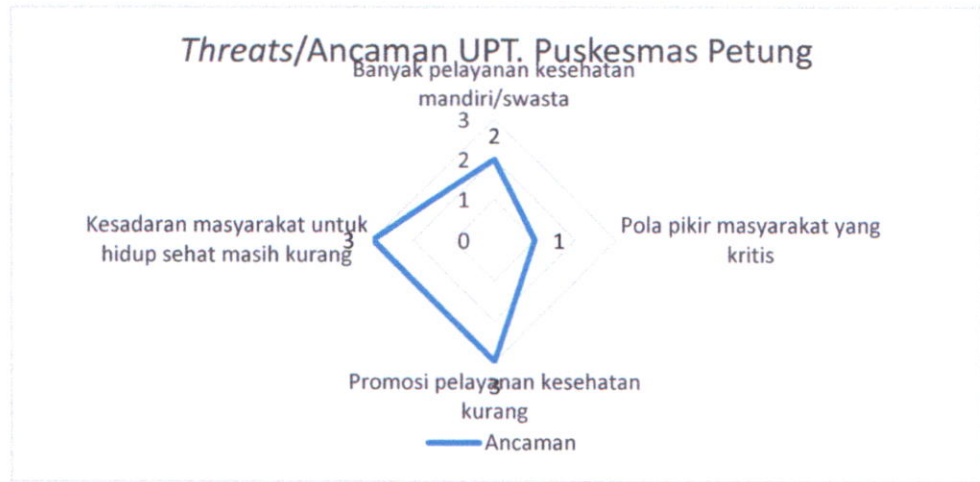 Threats/Ancaman UPT. Puskesmas Petung
Banyak pelayanan kesehatan
mandiri/swasta
3
2
2
1
0
1
Pola pikir masyarakat yang
kritis
Kesadaran masyarakat untuk
3
hidup sehat masih kurang
Promosi pelayanan kesehatan
3
kurang
Ancaman